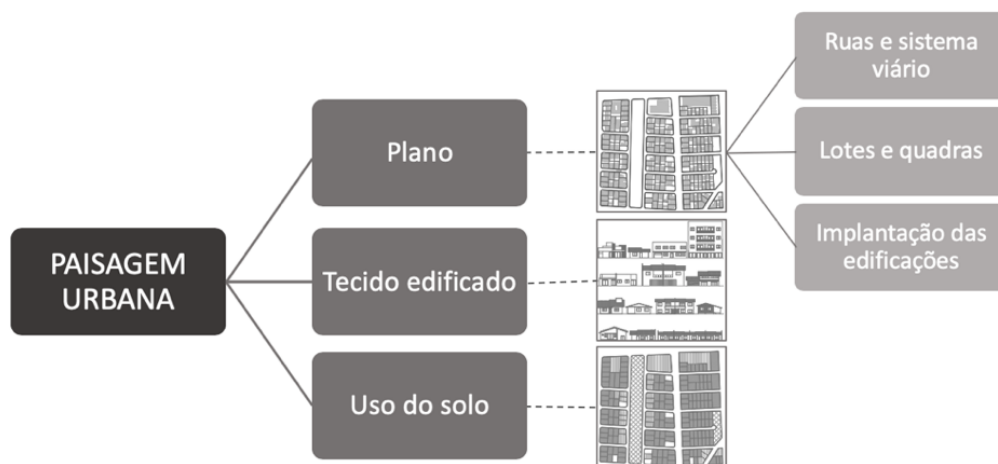 PAISAGEM
URBANA
Plano
Tecido edificado
Uso do solo
Ruas e sistema
viário
Lotes e quadras
Implantação das
edificações